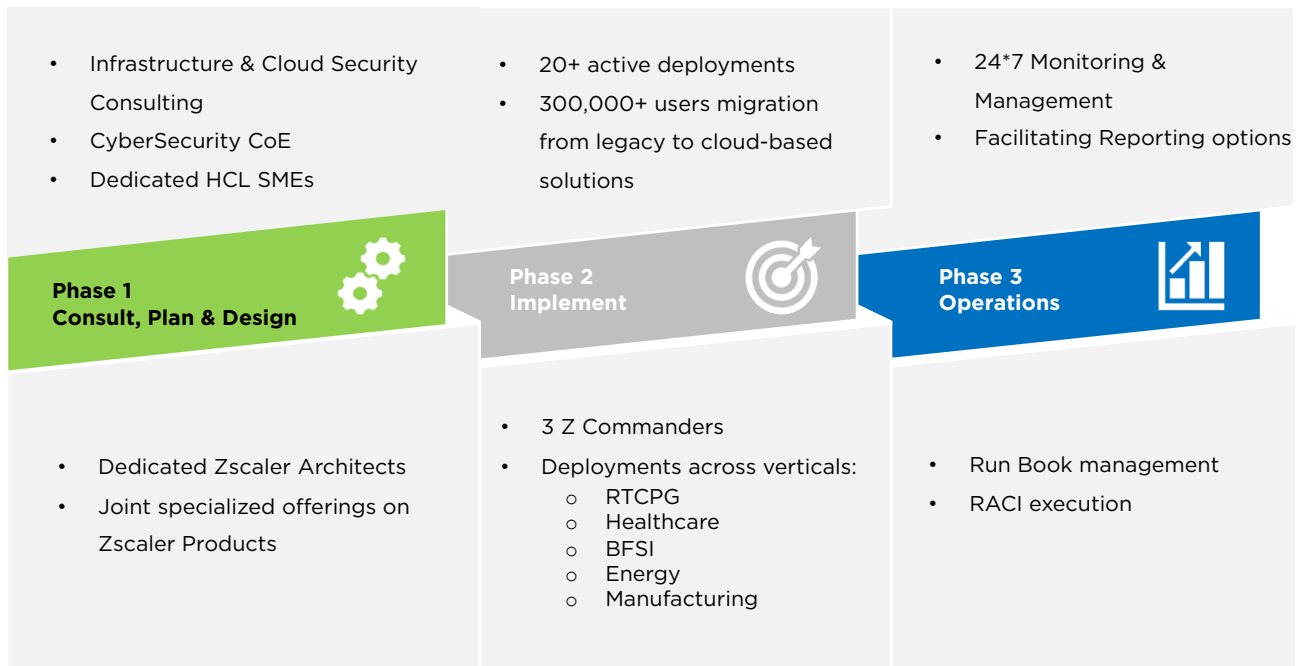 • Infrastructure & Cloud Security
Consulting
• CyberSecurity CoE
• Dedicated HCL SMEs
Phase 1
Consult, Plan & Design
• Dedicated Zscaler Architects
• Joint specialized offerings on
Zscaler Products
• 20+ active deployments
• 300,000+ users migration
from legacy to cloud-based
solutions
Phase 2
Implement
• 3 Z Commanders
• Deployments across verticals:
o RTCPG
o Healthcare
o BFSI
o Energy
o Manufacturing
• 24*7 Monitoring &
Management
• Facilitating Reporting options
Phase 3
Operations
• Run Book management
• RACI execution